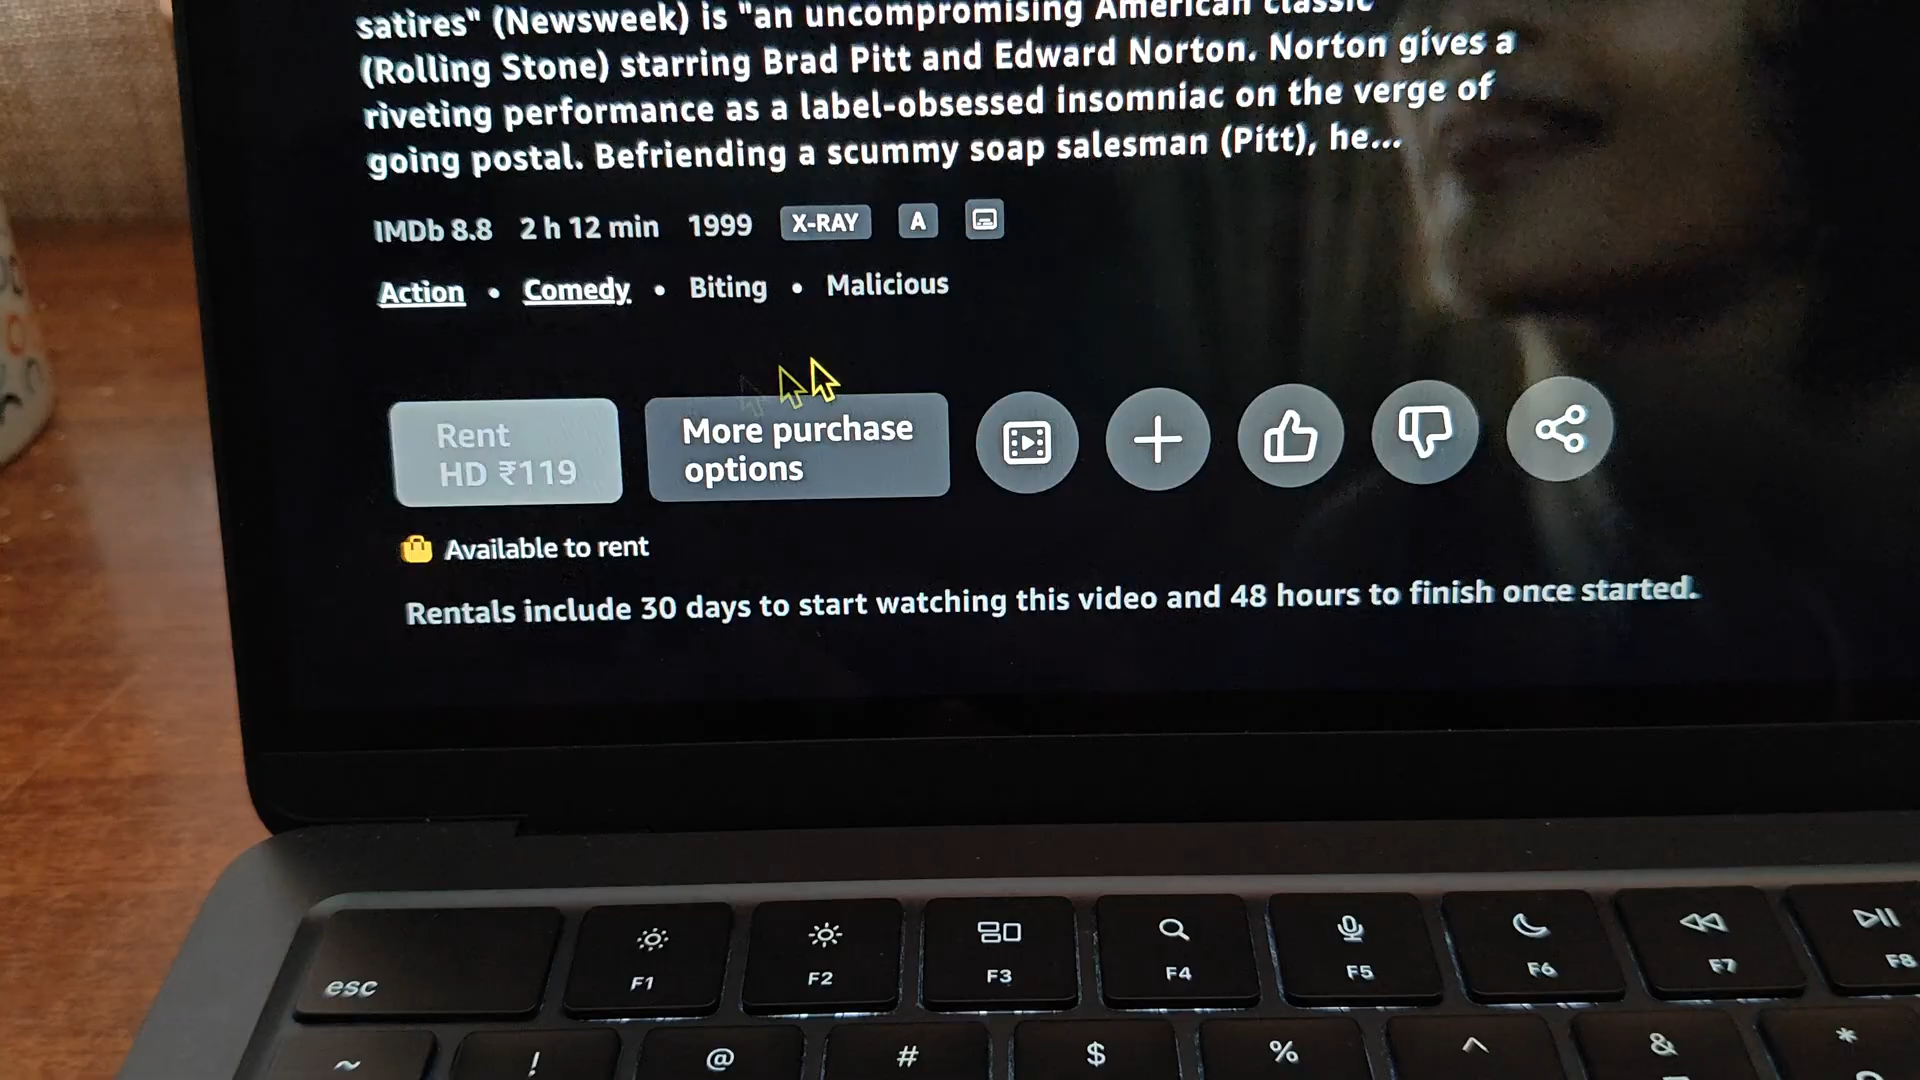 satires" (Newsweek) is "an uncompromising American classic"
(Rolling Stone) starring Brad Pitt and Edward Norton. Norton gives a
riveting performance as a label-obsessed insomniac on the verge of
going postal. Befriending a scummy soap salesman (Pitt), he...
IMDb 8.8 2 h 12 min 1999 X-RAY A
Action • Comedy • Biting • Malicious
Rent
HD ₹119
More purchase
options
Available to rent
Rentals include 30 days to start watching this video and 48 hours to finish once started.
esc F1 F2 F3 F4 F5 F6 F7 F8
~ ! @ # $ % ^ & *